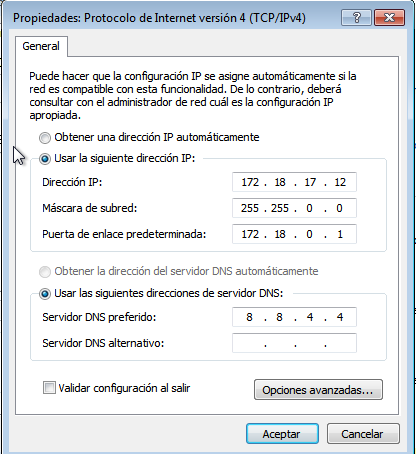 Propiedades: Protocolo de Internet versión 4 (TCP/IPv4)
General
Puede hacer que la configuración IP se asigne automáticamente si la
red es compatible con esta funcionalidad. De lo contrario, deberá
consultar con el administrador de red cuál es la configuración IP
apropiada.
Obtener una dirección IP automáticamente
Usar la siguiente dirección IP:
Dirección IP: 172 . 18 . 17 . 12
Máscara de subred: 255 . 255 . 0 . 0
Puerta de enlace predeterminada: 172 . 18 . 0 . 1
Obtener la dirección del servidor DNS automáticamente
Usar las siguientes direcciones de servidor DNS:
Servidor DNS preferido: 8 . 8 . 4 . 4
Servidor DNS alternativo: . . .
Validar configuración al salir
Opciones avanzadas...
Aceptar Cancelar